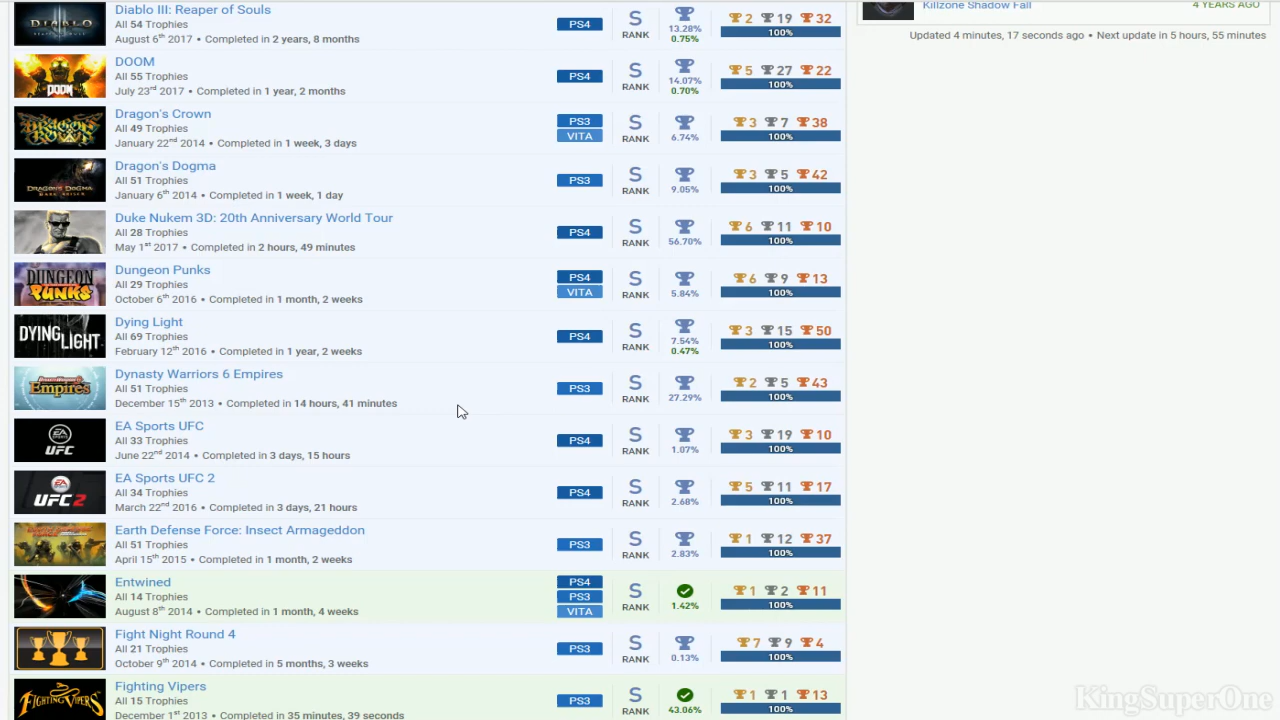 Diablo III: Reaper of Souls
All 54 Trophies
August 6th 2017 • Completed in 2 years, 8 months
PS4
S
RANK
13.28%
0.75%
2 19 32
100%
DOOM
All 55 Trophies
July 23rd 2017 • Completed in 1 year, 2 months
PS4
S
RANK
14.07%
0.70%
5 27 22
100%
Dragon's Crown
All 49 Trophies
January 22nd 2014 • Completed in 1 week, 3 days
PS3
VITA
S
RANK
6.74%
3 7 38
100%
Dragon's Dogma
All 51 Trophies
January 6th 2014 • Completed in 1 week, 1 day
PS3
S
RANK
9.05%
3 5 42
100%
Duke Nukem 3D: 20th Anniversary World Tour
All 28 Trophies
May 1st 2017 • Completed in 2 hours, 49 minutes
PS4
S
RANK
56.70%
6 11 10
100%
DUNGEON
PUNKS
Dungeon Punks
All 29 Trophies
October 6th 2016 • Completed in 1 month, 2 weeks
PS4
VITA
S
RANK
5.84%
6 9 13
100%
DYING LIGHT
Dying Light
All 69 Trophies
February 12th 2016 • Completed in 1 year, 2 weeks
PS4
S
RANK
7.54%
0.47%
3 15 50
100%
Empires
Dynasty Warriors 6 Empires
All 51 Trophies
December 15th 2013 • Completed in 14 hours, 41 minutes
PS3
S
RANK
27.29%
2 5 43
100%
EA
SPORTS
UFC
EA Sports UFC
All 33 Trophies
June 22nd 2014 • Completed in 3 days, 15 hours
PS4
S
RANK
1.07%
3 19 10
100%
UFC 2
EA Sports UFC 2
All 34 Trophies
March 22nd 2016 • Completed in 3 days, 21 hours
PS4
S
RANK
2.68%
5 11 17
100%
Earth Defense Force: Insect Armageddon
All 51 Trophies
April 15th 2015 • Completed in 1 month, 2 weeks
PS3
S
RANK
2.83%
1 12 37
100%
Entwined
All 14 Trophies
August 8th 2014 • Completed in 1 month, 4 weeks
PS4
PS3
VITA
S
RANK
1.42%
1 2 11
100%
Fight Night Round 4
All 21 Trophies
October 9th 2014 • Completed in 5 months, 3 weeks
PS3
S
RANK
0.13%
7 9 4
100%
FIGHTING VIPERS
Fighting Vipers
All 15 Trophies
December 1st 2013 • Completed in 35 minutes, 39 seconds
PS3
S
RANK
43.06%
1 1 13
100%
Killzone Shadow Fall
4 YEARS AGO
Updated 4 minutes, 17 seconds ago • Next update in 5 hours, 55 minutes
KingSuperOne